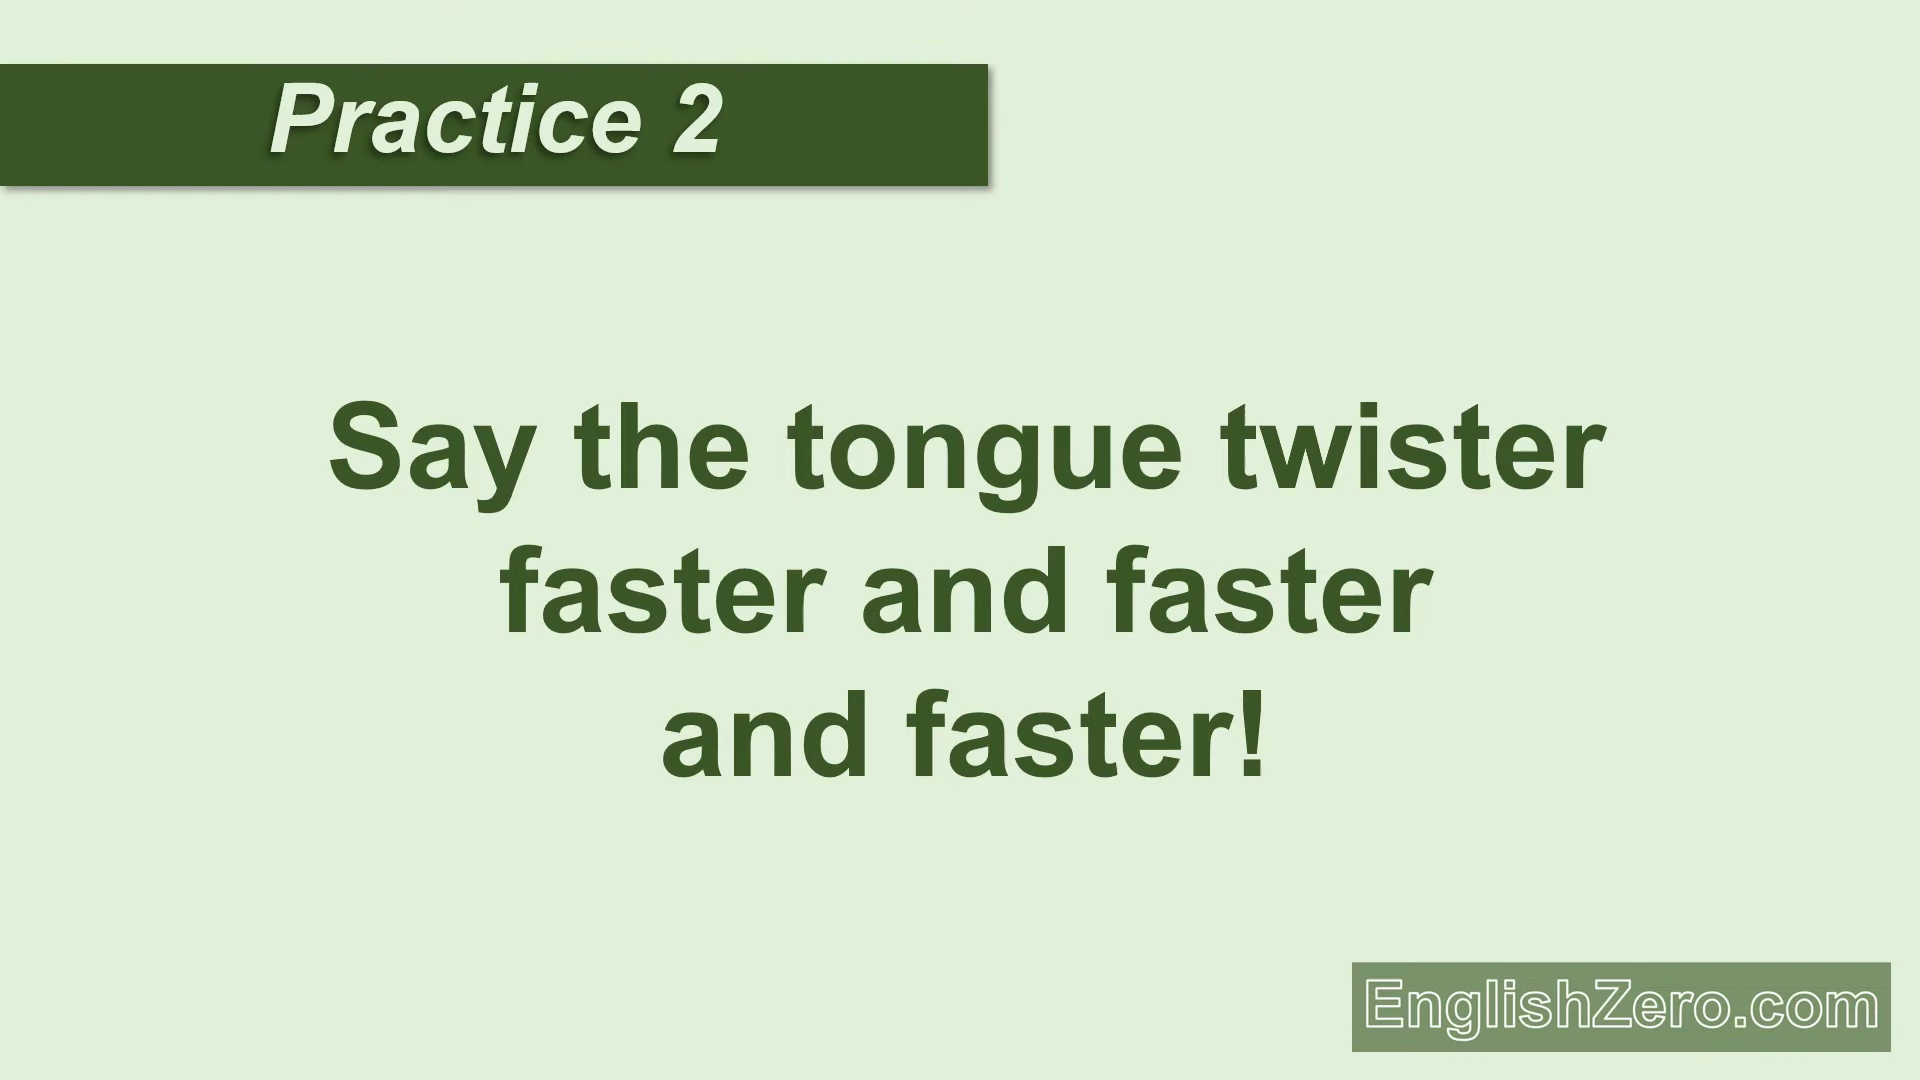 Practice 2
Say the tongue twister
faster and faster
and faster!
EnglishZero.com